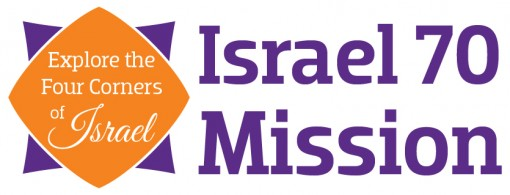 Explore the
Four Corners
of Israel
Israel 70
Mission